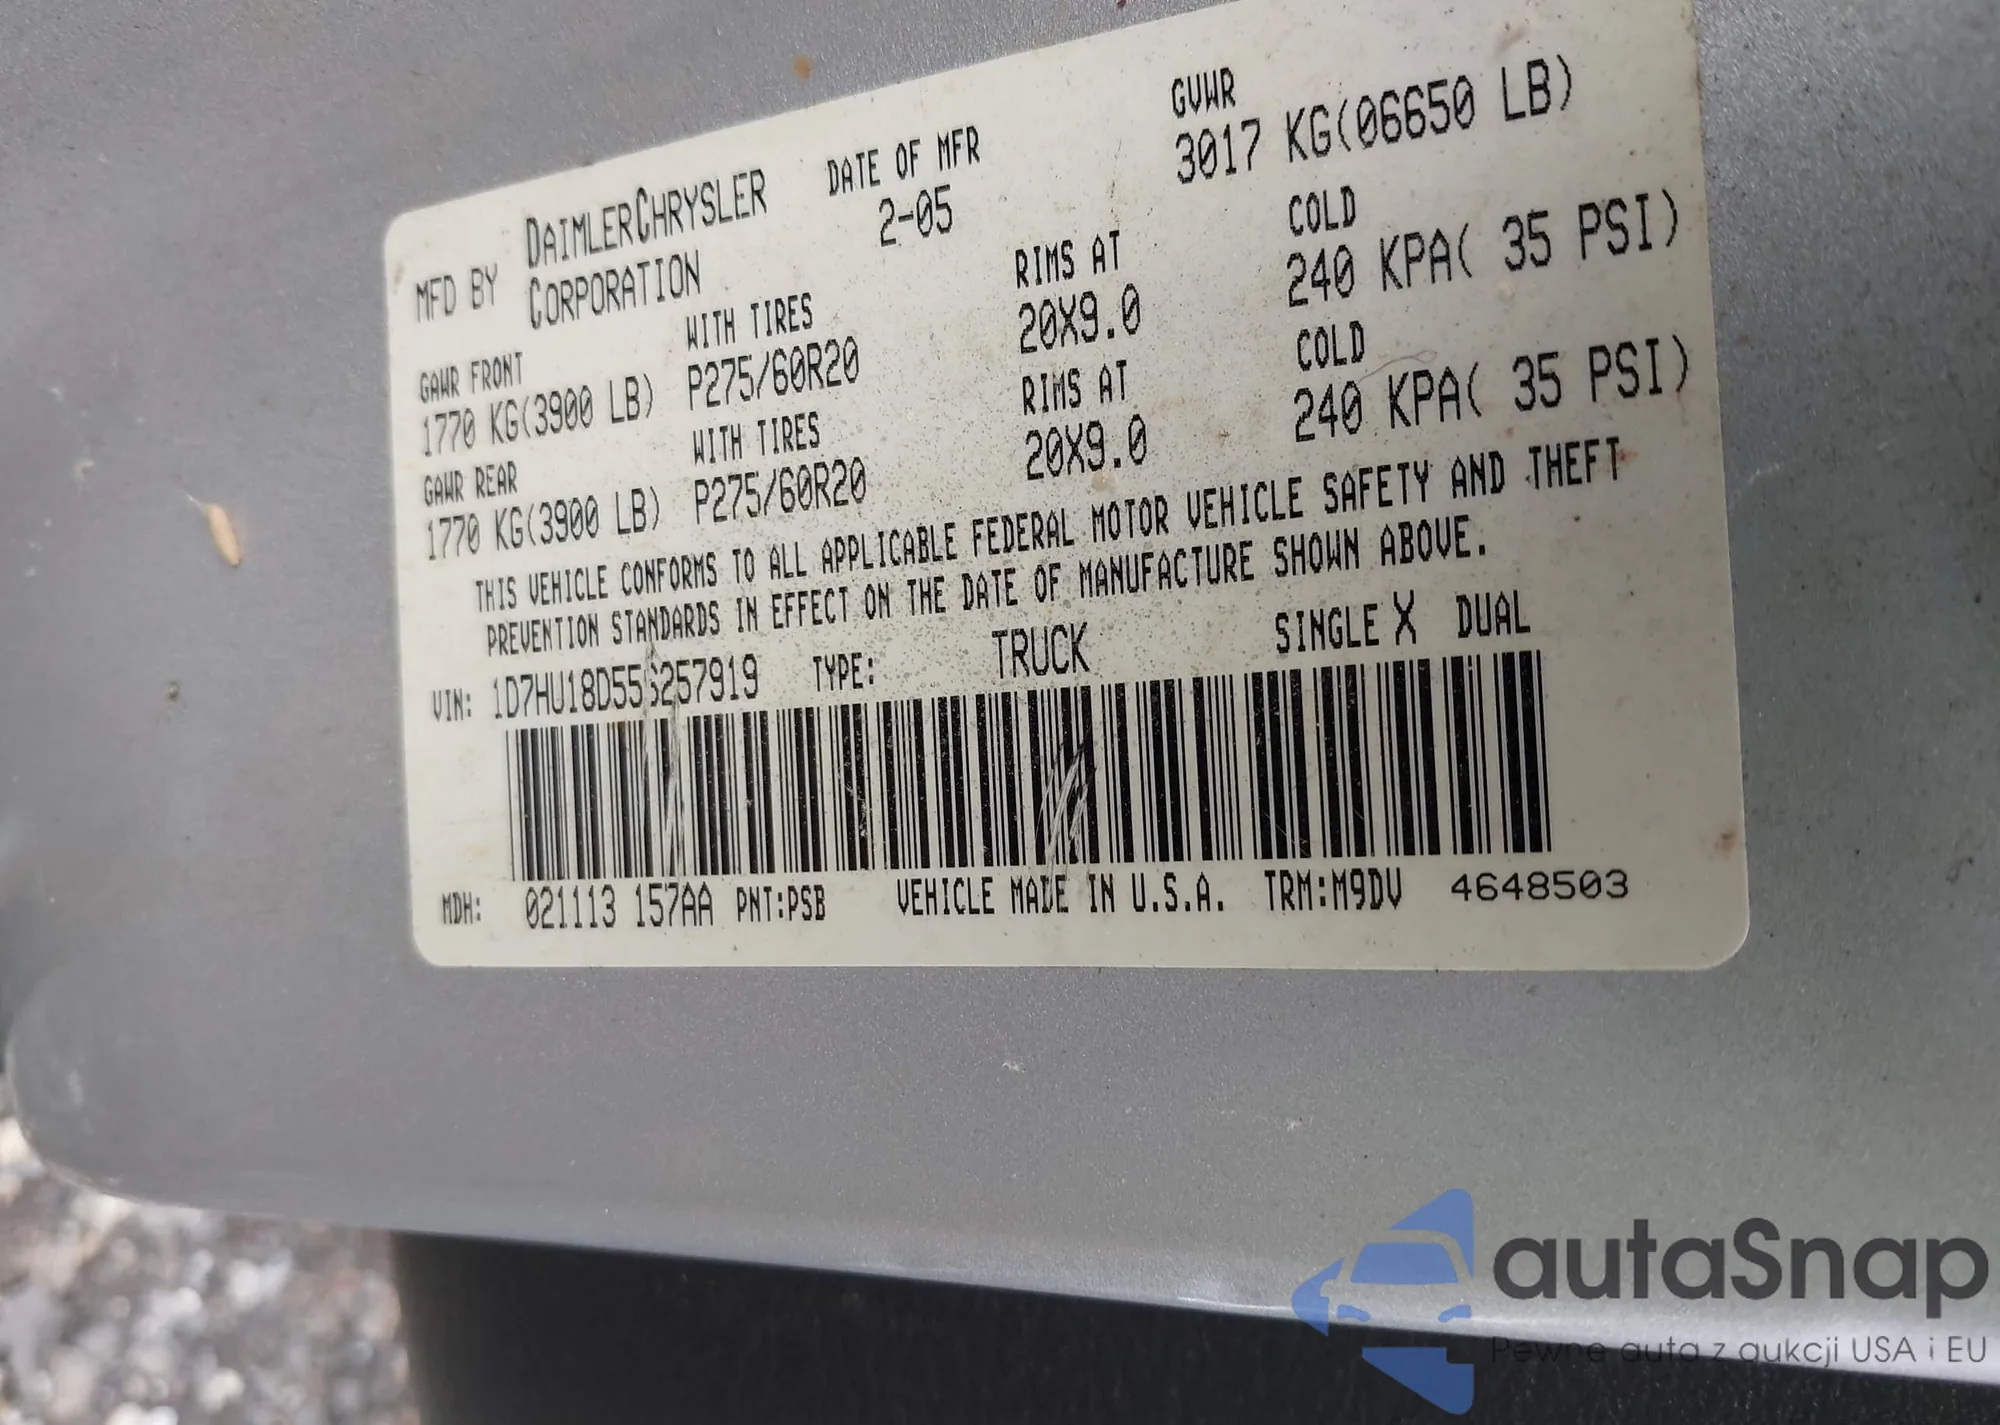 MFD BY DAIMLERCHRYSLER CORPORATION
DATE OF MFR
2-05
GVWR
3017 KG(06650 LB)
GAWR FRONT
1770 KG(3900 LB)
WITH TIRES
P275/60R20
RIMS AT
20X9.0
COLD
240 KPA( 35 PSI)
GAWR REAR
1770 KG(3900 LB)
WITH TIRES
P275/60R20
RIMS AT
20X9.0
COLD
240 KPA( 35 PSI)
THIS VEHICLE CONFORMS TO ALL APPLICABLE FEDERAL MOTOR VEHICLE SAFETY AND THEFT
PREVENTION STANDARDS IN EFFECT ON THE DATE OF MANUFACTURE SHOWN ABOVE.
VIN: 1D7HU18D55S257919 TYPE: TRUCK SINGLE X DUAL
MDH: 021113 157AA PNT:PSB VEHICLE MADE IN U.S.A. TRM:M9DV 4648503
autaSnap
Pewne auta z aukcji USA i EU